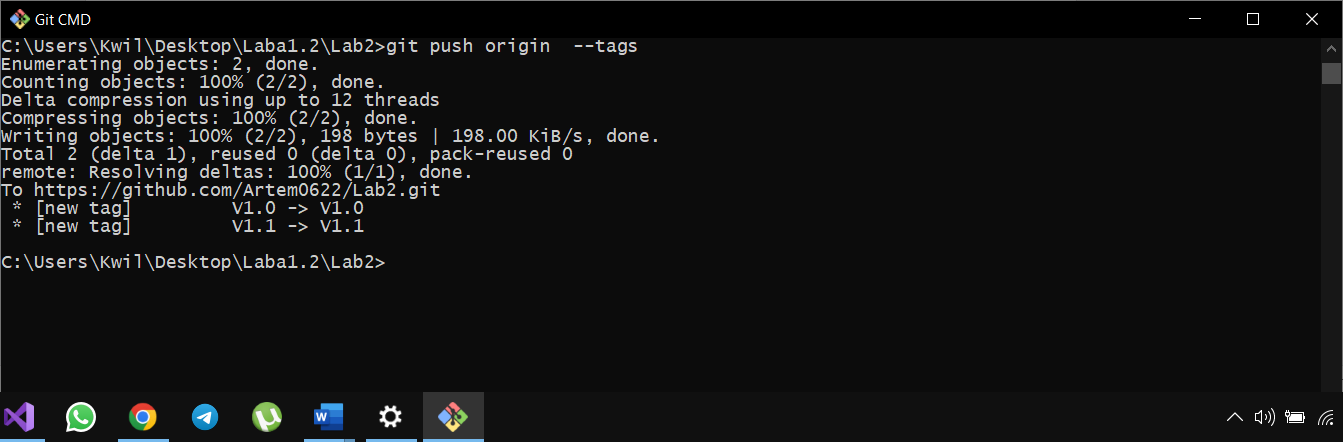 Git CMD
C:\Users\Kwil\Desktop\Laba1.2\Lab2>git push origin  --tags
Enumerating objects: 2, done.
Counting objects: 100% (2/2), done.
Delta compression using up to 12 threads
Compressing objects: 100% (2/2), done.
Writing objects: 100% (2/2), 198 bytes | 198.00 KiB/s, done.
Total 2 (delta 1), reused 0 (delta 0), pack-reused 0
remote: Resolving deltas: 100% (1/1), done.
To https://github.com/Artem0622/Lab2.git
 * [new tag]         V1.0 -> V1.0
 * [new tag]         V1.1 -> V1.1
C:\Users\Kwil\Desktop\Laba1.2\Lab2>